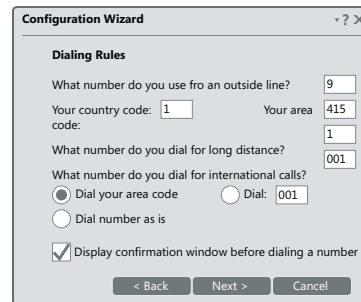 Configuration Wizard
Dialing Rules
What number do you use fro an outside line? 9
Your country code: 1 Your area code: 415
1
What number do you dial for long distance?
001
What number do you dial for international calls?
Dial your area code Dial: 001
Dial number as is
Display confirmation window before dialing a number
< Back Next > Cancel